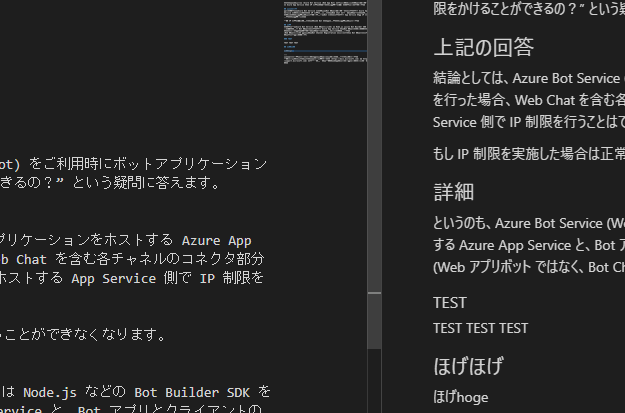 ot) をご利用時にボットアプリケーション
きるの？” という疑問に答えます。
プリケーションをホストする Azure App
b Chat を含む各チャネルのコネクタ部分
ホストする App Service 側で IP 制限を
ことができなくなります。
は Node.js などの Bot Builder SDK を
ervice と、Bot アプリとクライアントの
限をかけることができるの？” という疑
上記の回答
結論としては、Azure Bot Service (
を行った場合、Web Chat を含む各
Service 側で IP 制限を行うことはで
もし IP 制限を実施した場合は正常
詳細
というのも、Azure Bot Service (We
する Azure App Service と、Bot ア
(Web アプリボット ではなく、Bot Ch
TEST
TEST TEST TEST
ほげほげ
ほげhoge